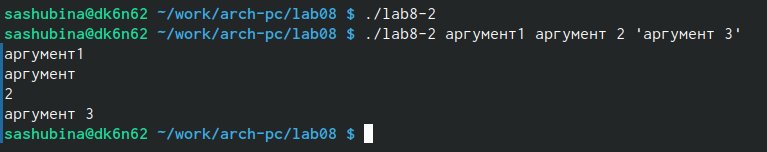 sashubina@dk6n62 ~/work/arch-pc/lab08 $ ./lab8-2
sashubina@dk6n62 ~/work/arch-pc/lab08 $ ./lab8-2 аргумент1 аргумент 2 'аргумент 3'
аргумент1
аргумент
2
аргумент 3
sashubina@dk6n62 ~/work/arch-pc/lab08 $